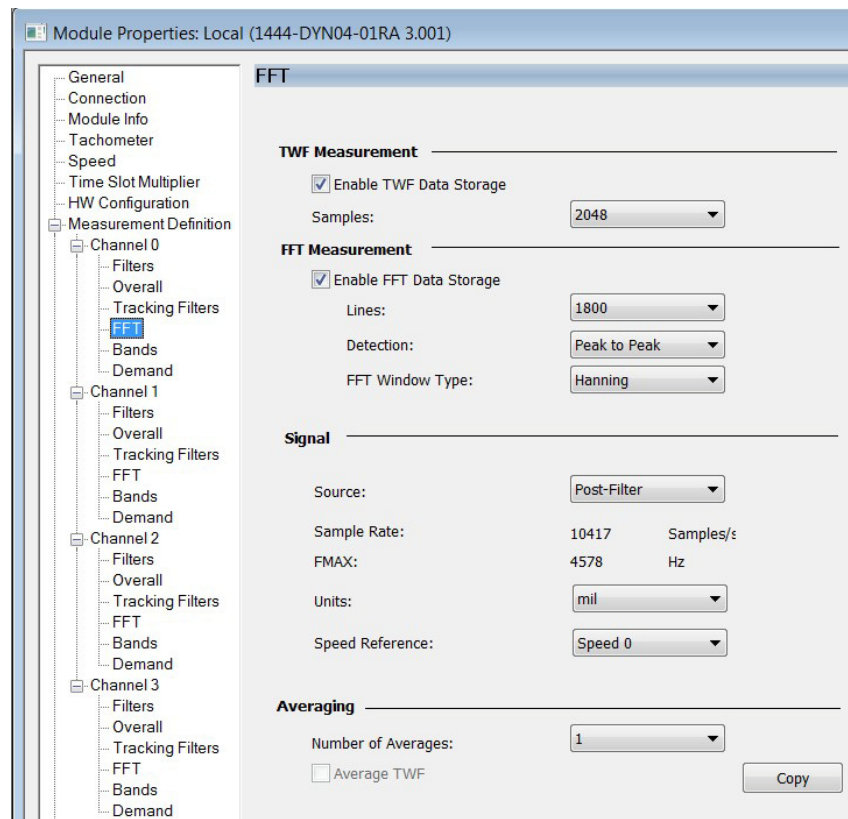 Module Properties: Local (1444-DYN04-01RA 3.001)
General
Connection
Module Info
Tachometer
Speed
Time Slot Multiplier
HW Configuration
Measurement Definition
Channel 0
Filters
Overall
Tracking Filters
FFT
Bands
Demand
Channel 1
Filters
Overall
Tracking Filters
FFT
Bands
Demand
Channel 2
Filters
Overall
Tracking Filters
FFT
Bands
Demand
Channel 3
Filters
Overall
Tracking Filters
FFT
Bands
Demand
FFT
TWF Measurement
Enable TWF Data Storage
Samples: 2048
FFT Measurement
Enable FFT Data Storage
Lines: 1800
Detection: Peak to Peak
FFT Window Type: Hanning
Signal
Source: Post-Filter
Sample Rate: 10417 Samples/s
FMAX: 4578 Hz
Units: mil
Speed Reference: Speed 0
Averaging
Number of Averages: 1
Average TWF
Copy